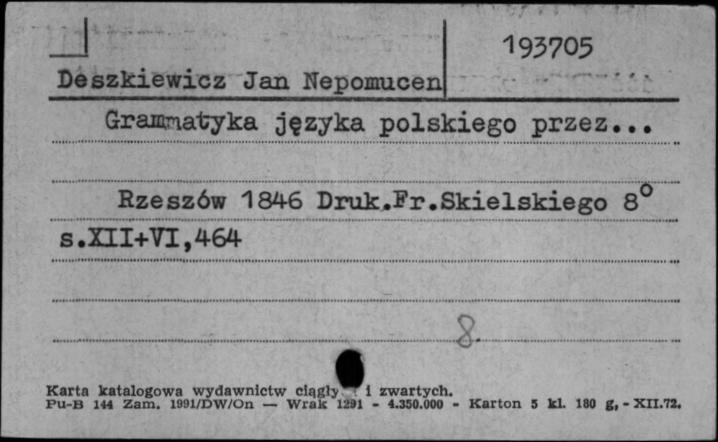 193705
Deszkiewicz Jan Nepomucen
Grammatyka języka polskiego przez...
Rzeszów 1846 Druk.Fr.Skielskiego 8°
s.XII+VI,464
8.
Karta katalogowa wydawnictw ciągły i zwartych.
Pu-B 144 Zam. 1991/DW/On — Wrak 1291 - 4.350.000 - Karton 5 kl. 180 g, - XII.72.